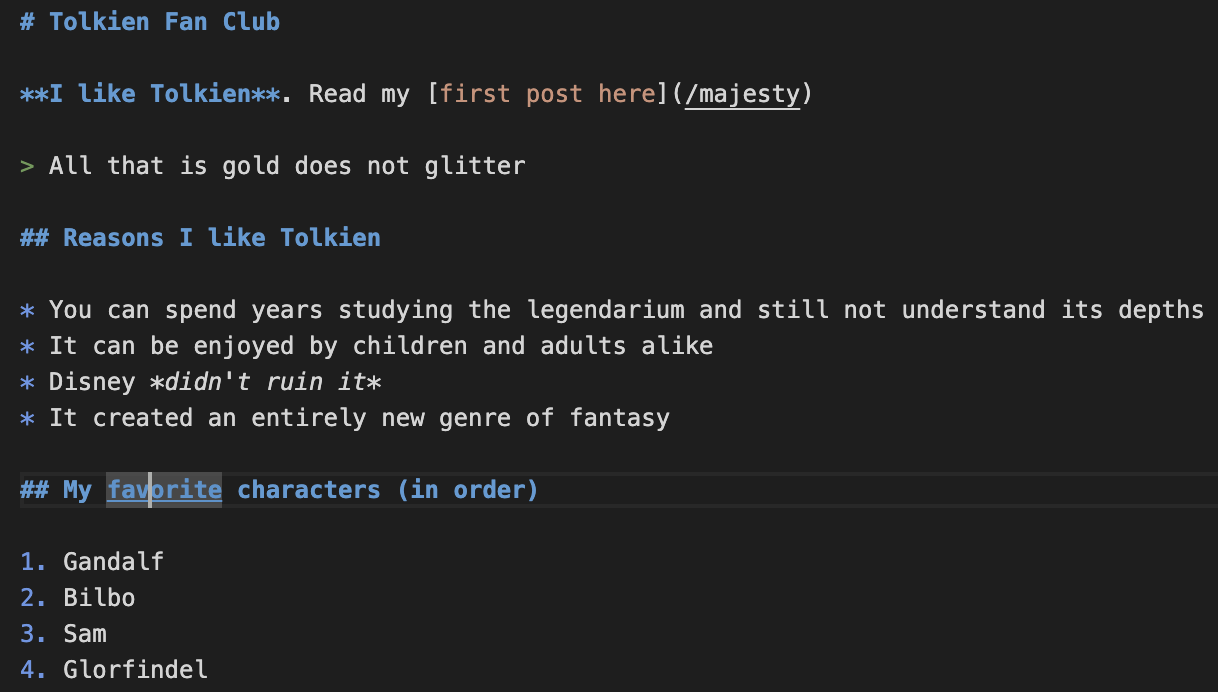 # Tolkien Fan Club
**I like Tolkien**. Read my [first post here](/majesty)
> All that is gold does not glitter
## Reasons I like Tolkien
* You can spend years studying the legendarium and still not understand its depths
* It can be enjoyed by children and adults alike
* Disney *didn't ruin it*
* It created an entirely new genre of fantasy
## My favorite characters (in order)
1. Gandalf
2. Bilbo
3. Sam
4. Glorfindel